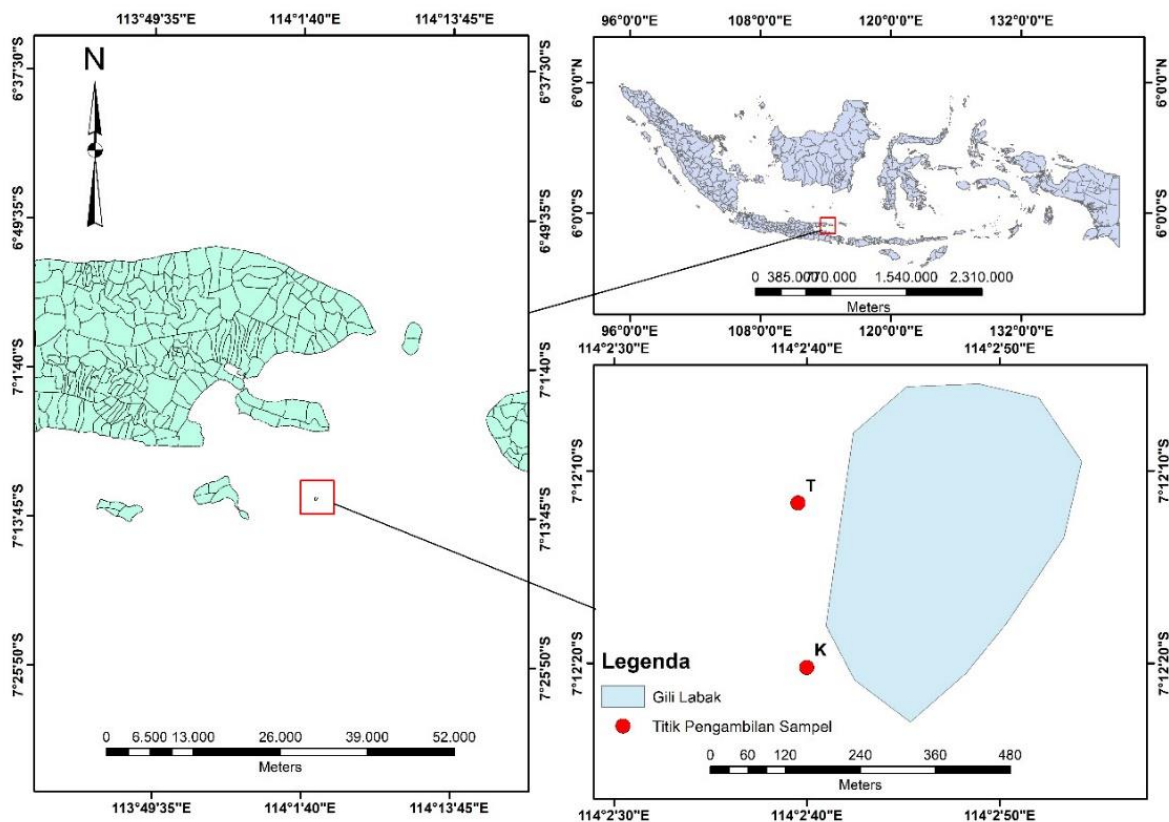 113°49'35"E 114°1'40"E 114°13'45"E
N
6°37'30"S 6°37'30"S
6°49'35"S 6°49'35"S
7°1'40"S 7°1'40"S
7°13'45"S 7°13'45"S
7°25'50"S 7°25'50"S
0 6.500 13.000 26.000 39.000 52.000
Meters
113°49'35"E 114°1'40"E 114°13'45"E
96°0'0"E 108°0'0"E 120°0'0"E 132°0'0"E
6°0'0"N 6°0'0"N
6°0'0"S 6°0'0"S
0 385.000 770.000 1.540.000 2.310.000
Meters
96°0'0"E 108°0'0"E 120°0'0"E 132°0'0"E
114°2'30"E 114°2'40"E 114°2'50"E
7°12'10"S 7°12'10"S
T
K
7°12'20"S 7°12'20"S
Legenda
Gili Labak
Titik Pengambilan Sampel
0 60 120 240 360 480
Meters
114°2'30"E 114°2'40"E 114°2'50"E